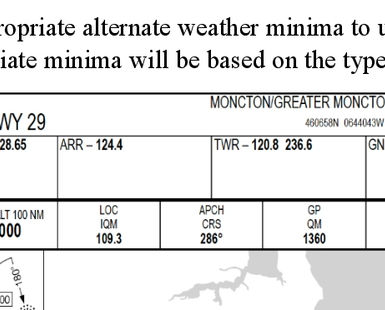 ropriate alternate weather minima to u
iate minima will be based on the type
MONCTON/GREATER MONCTO
WY 29
460658N 0644043W
28.65 ARR – 124.4 TWR – 120.8 236.6 GN
LT 100 NM LOC APCH GP
000 IQM CRS QM
109.3 286° 1360
180°
00